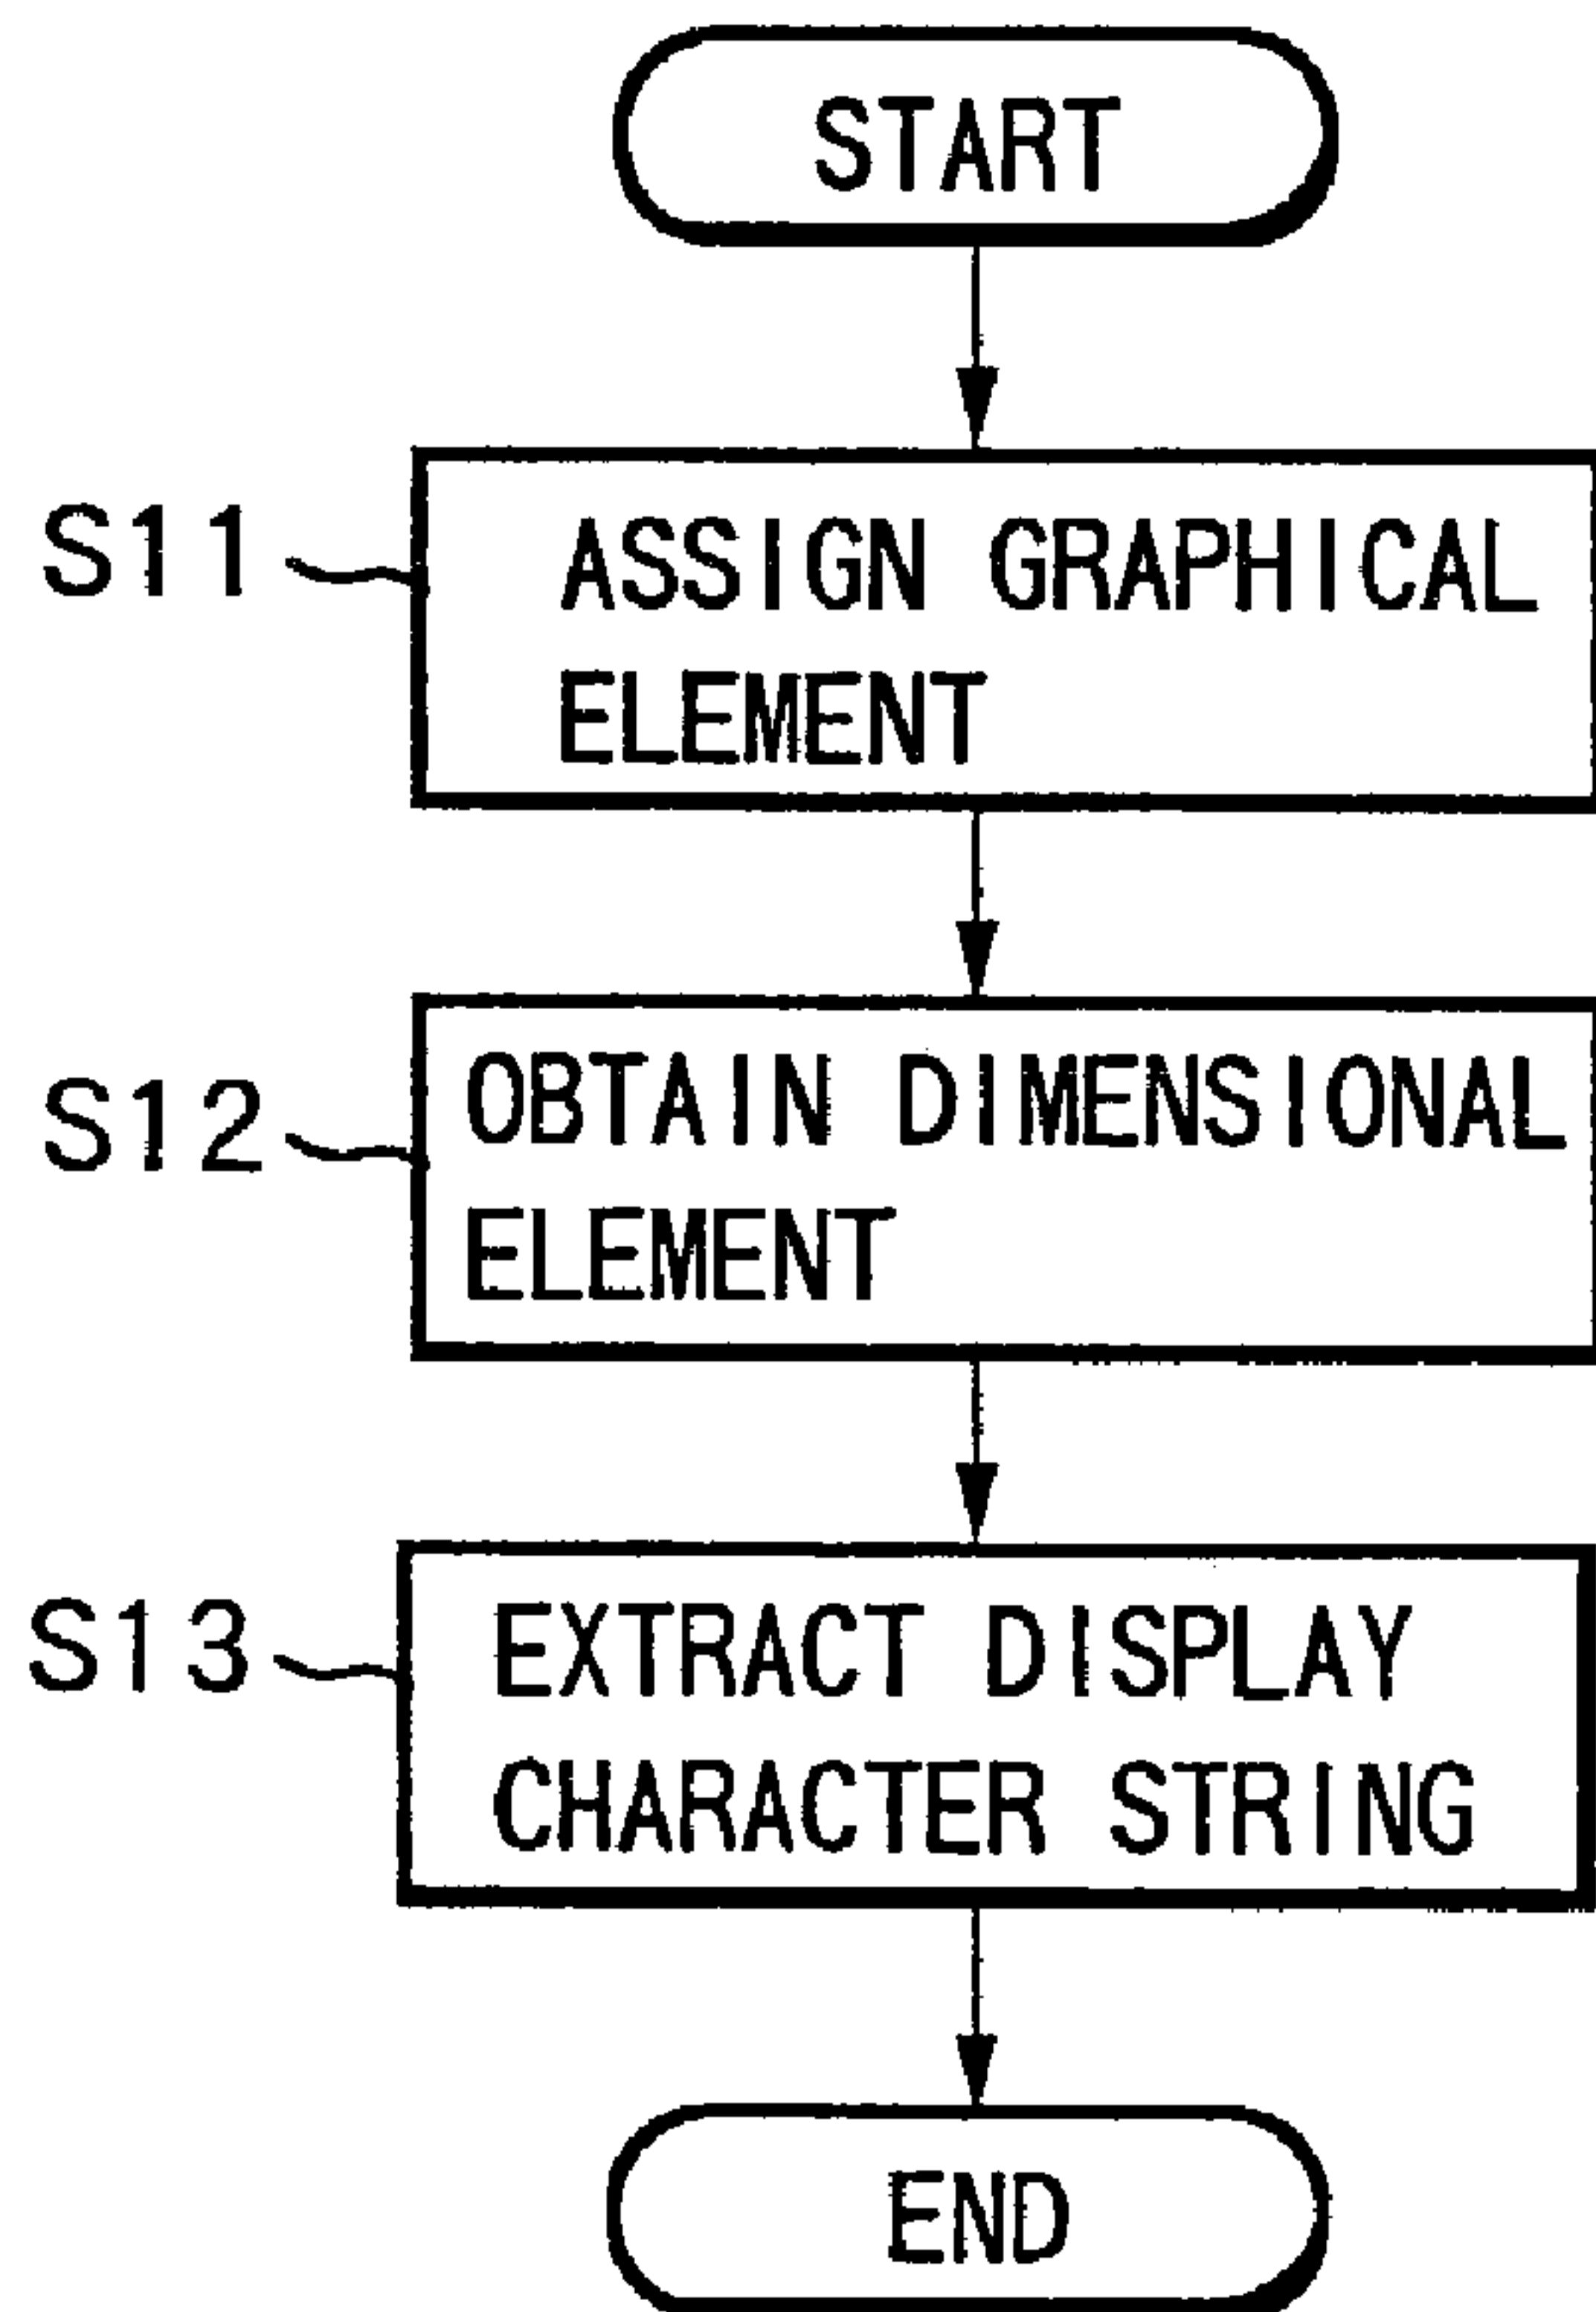 START
S11
ASSIGN GRAPHICAL
ELEMENT
S12
OBTAIN DIMENSIONAL
ELEMENT
S13
EXTRACT DISPLAY
CHARACTER STRING
END